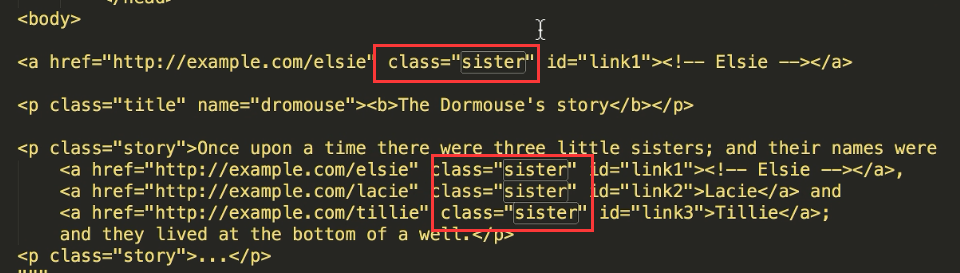 <body>
<a href="http://example.com/elsie" class="sister" id="link1"><!-- Elsie --></a>
<p class="title" name="dromouse"><b>The Dormouse's story</b></p>
<p class="story">Once upon a time there were three little sisters; and their names were
<a href="http://example.com/elsie" class="sister" id="link1"><!-- Elsie --></a>,
<a href="http://example.com/lacie" class="sister" id="link2">Lacie</a> and
<a href="http://example.com/tillie" class="sister" id="link3">Tillie</a>;
and they lived at the bottom of a well.</p>
<p class="story">...</p>